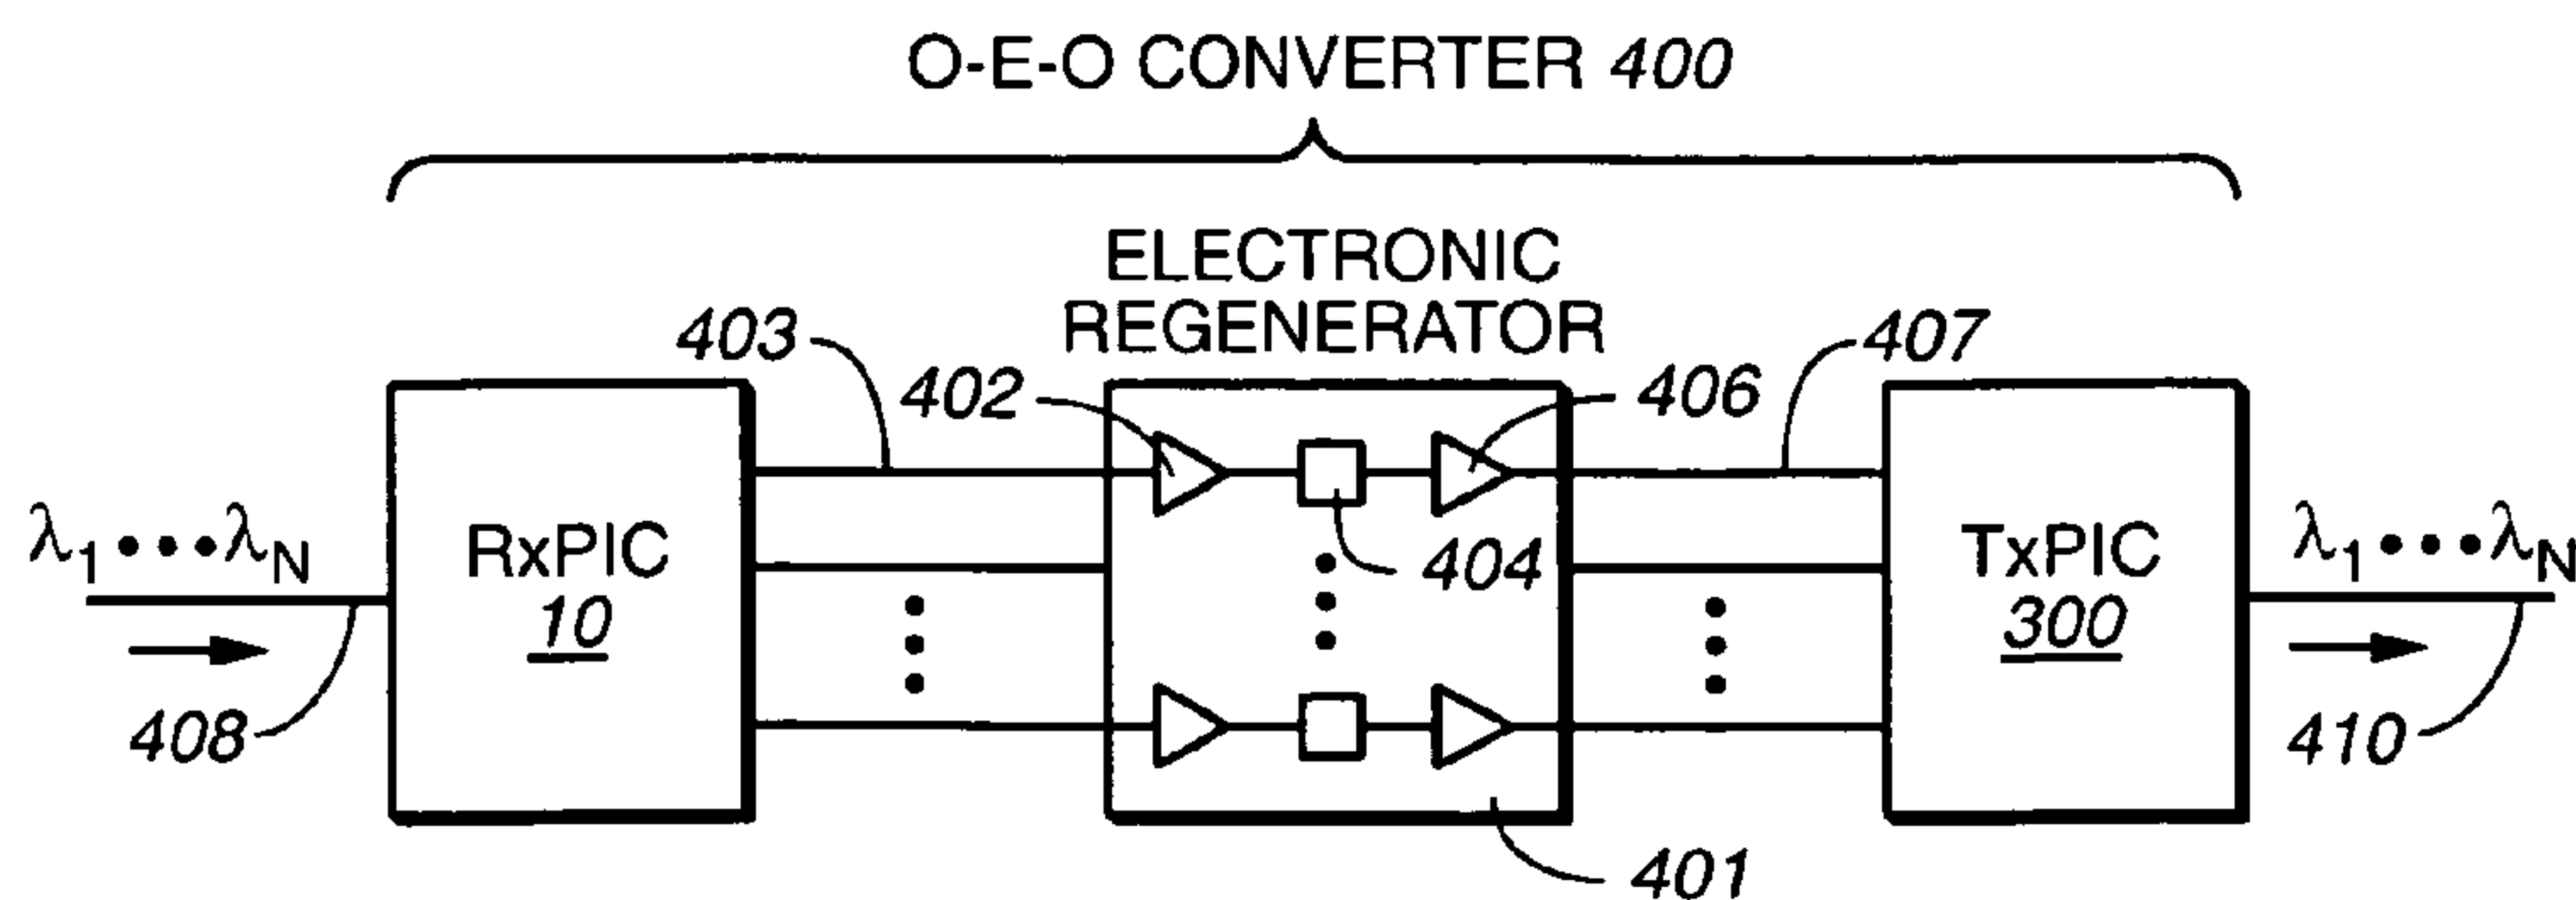 O-E-O CONVERTER 400
ELECTRONIC
REGENERATOR
403
402
406
407
λ1•••λN
RxPIC
10
404
TxPIC
300
λ1•••λN
408
410
401